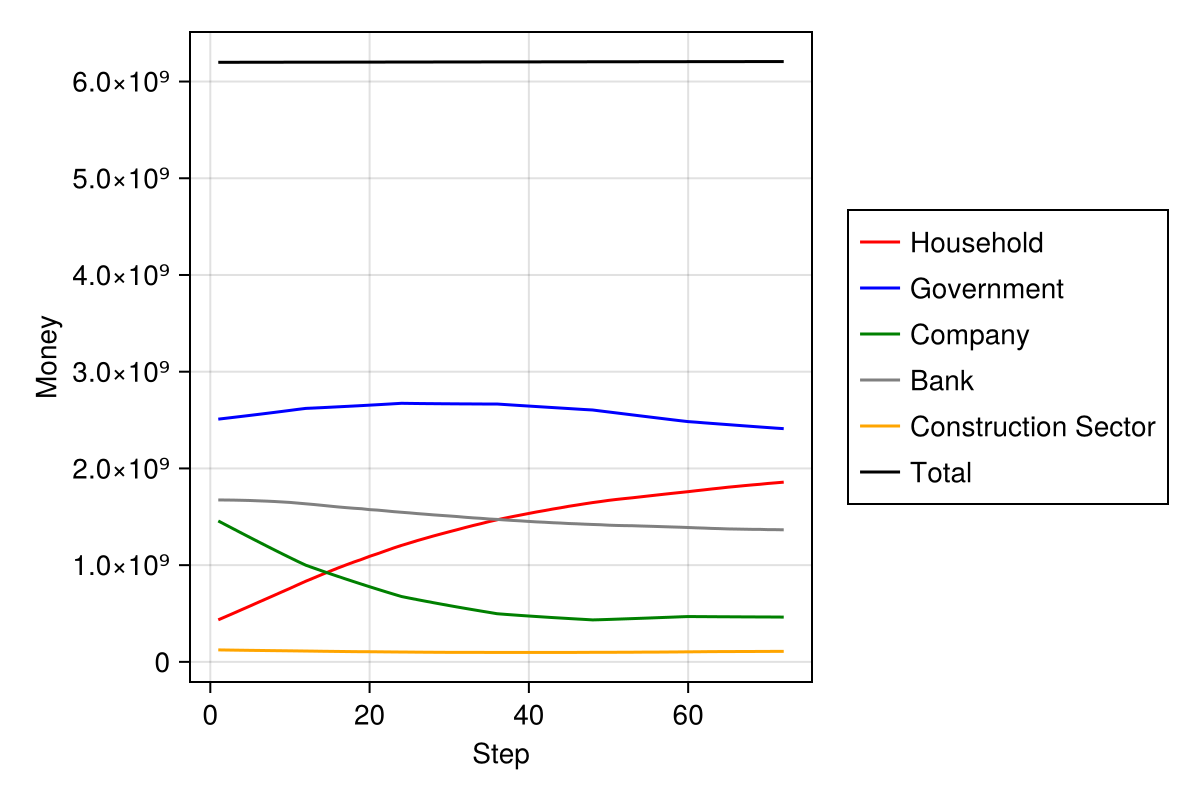 6.0×10⁹
5.0×10⁹
4.0×10⁹
3.0×10⁹
2.0×10⁹
1.0×10⁹
0
Money
0 20 40 60
Step
Household
Government
Company
Bank
Construction Sector
Total